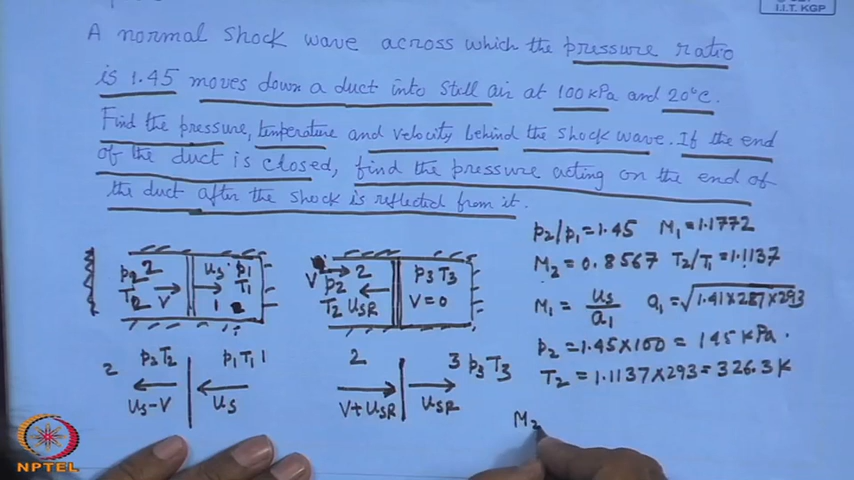 I.I.T. KGP
A normal shock wave across which the pressure ratio
is 1.45 moves down a duct into still air at 100 kPa and 20°C.
Find the pressure, temperature and velocity behind the shock wave. If the end
of the duct is closed, find the pressure acting on the end of
the duct after the shock is reflected from it.
p2/p1 = 1.45 M1 = 1.1772
M2 = 0.8567 T2/T1 = 1.1137
M1 = us/a1 a1 = √1.41×287×293
p2 = 1.45×100 = 145 kPa.
T2 = 1.1137×293 = 326.3 K
M2
p2 2 us p1
T2 V T1
1
V 2 p3 T3
p2
T2 usR V=0
2 p2 T2 p1 T1 1
us-V us
2 3 p3 T3
V+usR usR
NPTEL